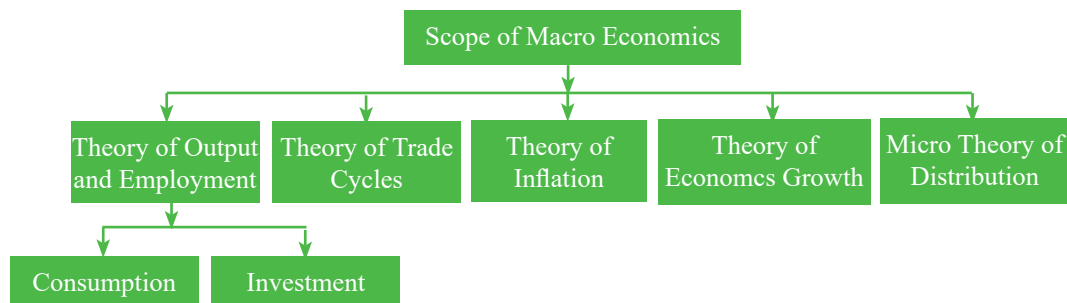 Scope of Macro Economics
Theory of Output
and Employment
Theory of Trade
Cycles
Theory of
Inflation
Theory of
Economcs Growth
Micro Theory of
Distribution
Consumption
Investment